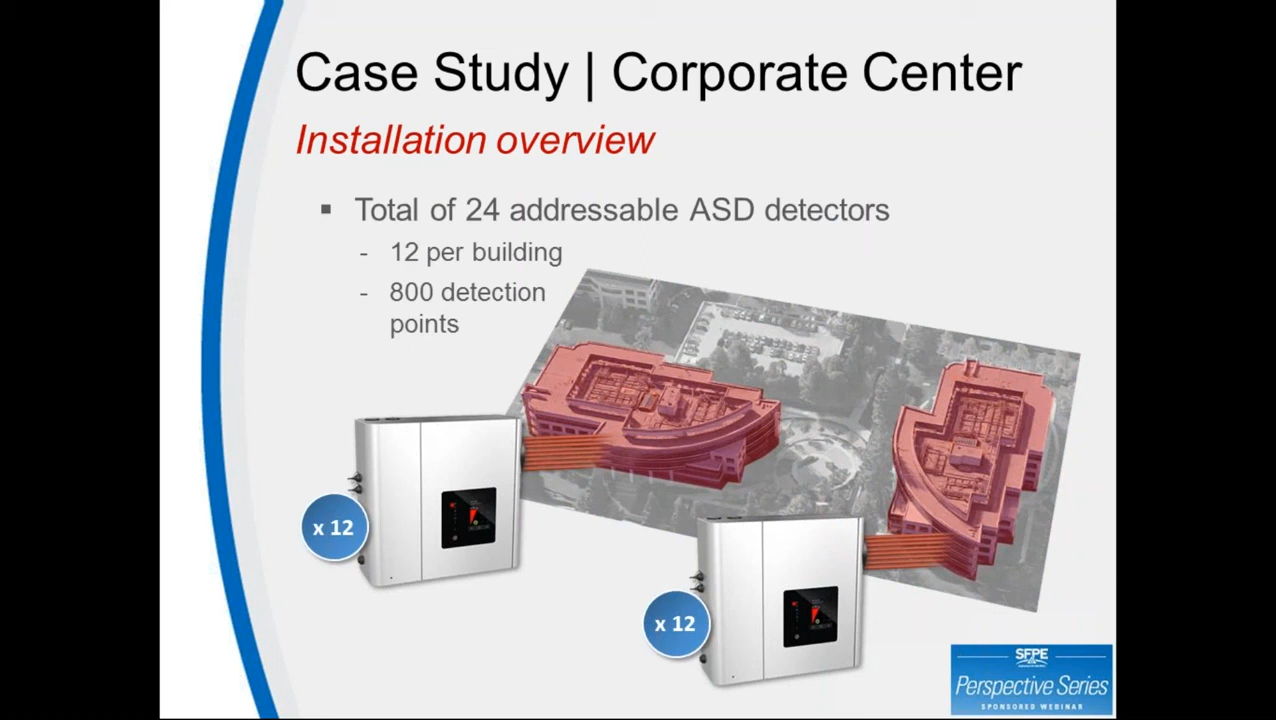 Case Study | Corporate Center
Installation overview
▪ Total of 24 addressable ASD detectors
- 12 per building
- 800 detection
points
x 12
x 12
SFPE
Perspective Series
SPONSORED WEBINAR